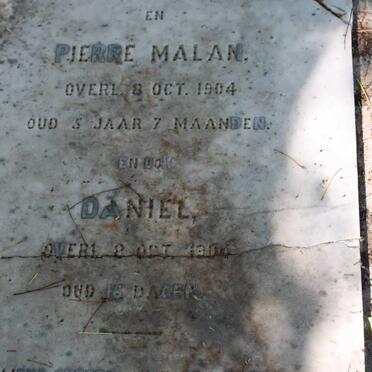 EN
PIERRE MALAN.
OVERL. 8 OCT. 1904
OUD 5 JAAR 7 MAANDEN.
EN OOK
DANIEL,
OVERL. 8 OCT. 1904
OUD 18 DAGEN.